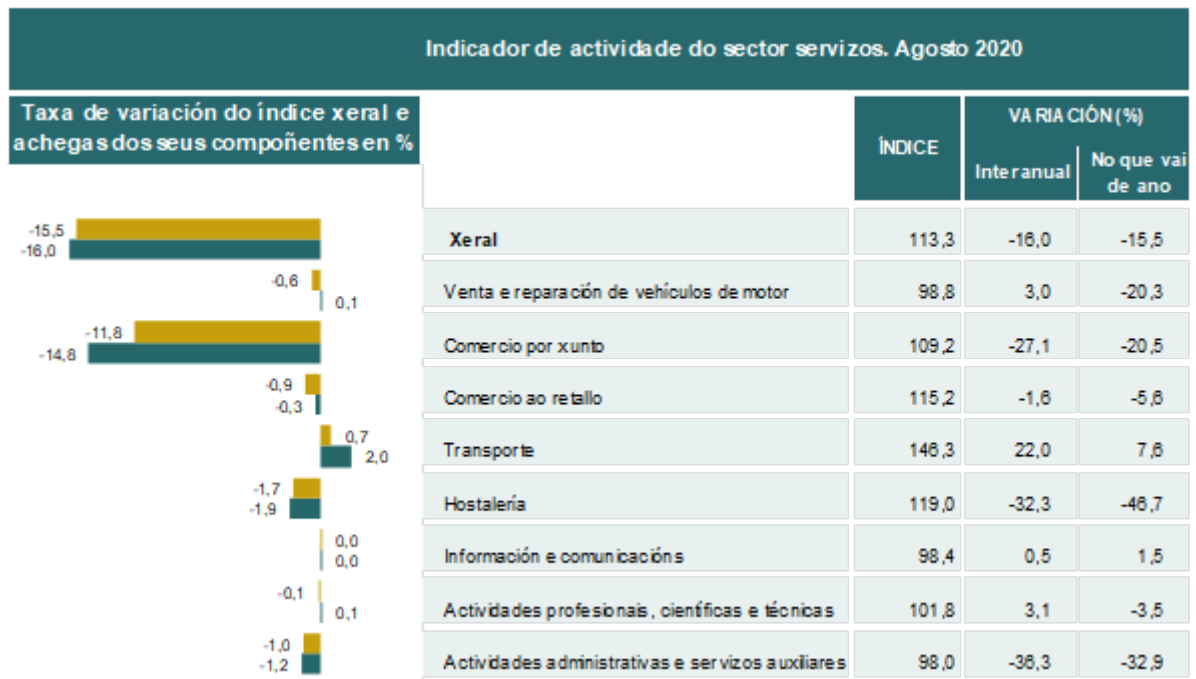 Indicador de actividade do sector servizos. Agosto 2020
Taxa de variación do índice xeral e
achegas dos seus compoñentes en %
ÍNDICE
VARIACIÓN (%)
Interanual
No que vai
de ano
-15,5
-16,0
Xeral 113,3 -16,0 -15,5
-0,6
0,1
Venta e reparación de vehículos de motor 98,8 3,0 -20,3
-11,8
-14,8
Comercio por xunto 109,2 -27,1 -20,5
-0,9
-0,3
Comercio ao retallo 115,2 -1,6 -5,6
0,7
2,0
Transporte 146,3 22,0 7,6
-1,7
-1,9
Hostalería 119,0 -32,3 -46,7
0,0
0,0
Información e comunicacións 98,4 0,5 1,5
-0,1
0,1
Actividades profesionais, científicas e técnicas 101,8 3,1 -3,5
-1,0
-1,2
Actividades administrativas e servizos auxiliares 98,0 -36,3 -32,9